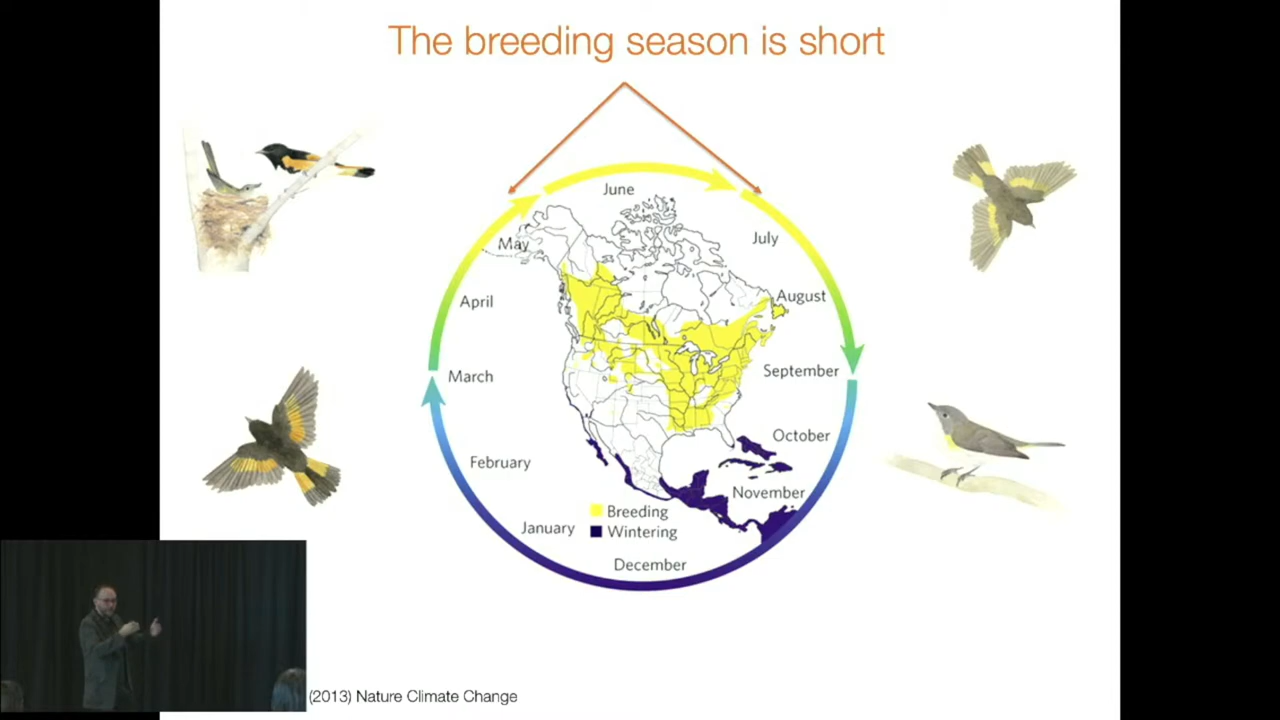 The breeding season is short
June
May
July
April
August
March
September
October
February
November
January
Breeding
Wintering
December
(2013) Nature Climate Change